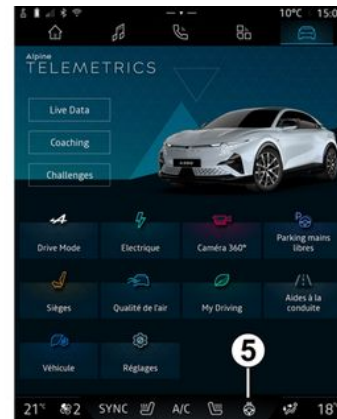 10°C 15:0
Alpine
TELEMETRICS
Live Data
Coaching
Challenges
Drive Mode
Electrique
Caméra 360°
Parking mains
libres
Sièges
Qualité de l'air
My Driving
Aides à la
conduite
Véhicule
Réglages
5
21°c 2 SYNC A/C 18°